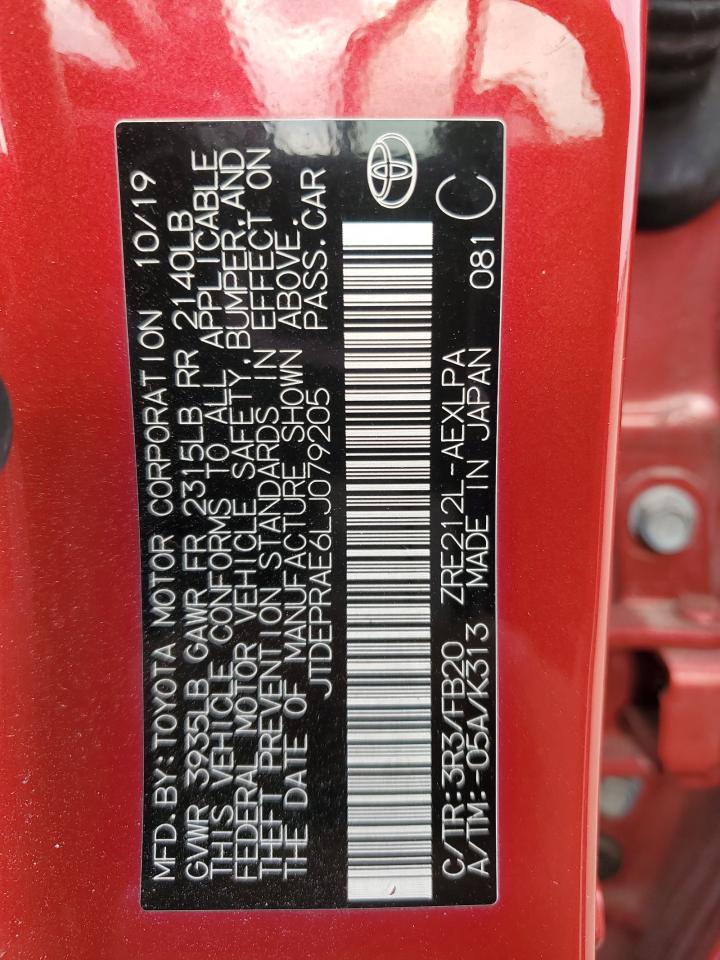 MFD.BY:TOYOTA MOTOR CORPORATION 10/19
GVWR 3935LB GAWR FR 2315LB RR 2140LB
THIS VEHICLE CONFORMS TO ALL APPLICABLE
FEDERAL MOTOR VEHICLE SAFETY,BUMPER,AND
THEFT PREVENTION STANDARDS IN EFFECT ON
THE DATE OF MANUFACTURE SHOWN ABOVE.
JTDEPRAE6LJ079205 PASS.CAR
C/TR:3R3/FB20 ZRE212L-AEXLPA 081 C
A/TM:-05A/K313 MADE IN JAPAN